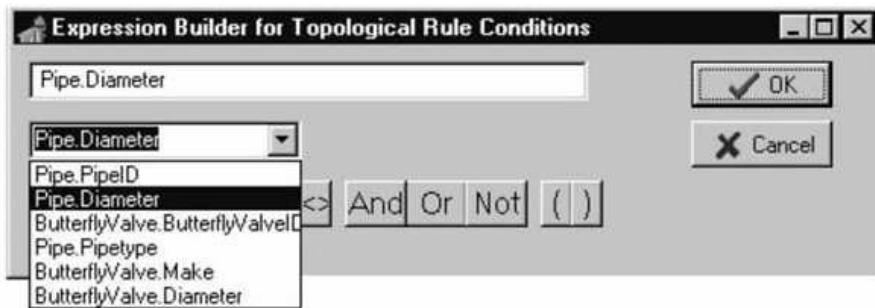 Expression Builder for Topological Rule Conditions
Pipe.Diameter
OK
Pipe.Diameter
Cancel
Pipe.PipeID
Pipe.Diameter
ButterflyValve.ButterflyValveID
Pipe.Pipetype
ButterflyValve.Make
ButterflyValve.Diameter
<> And Or Not ( )